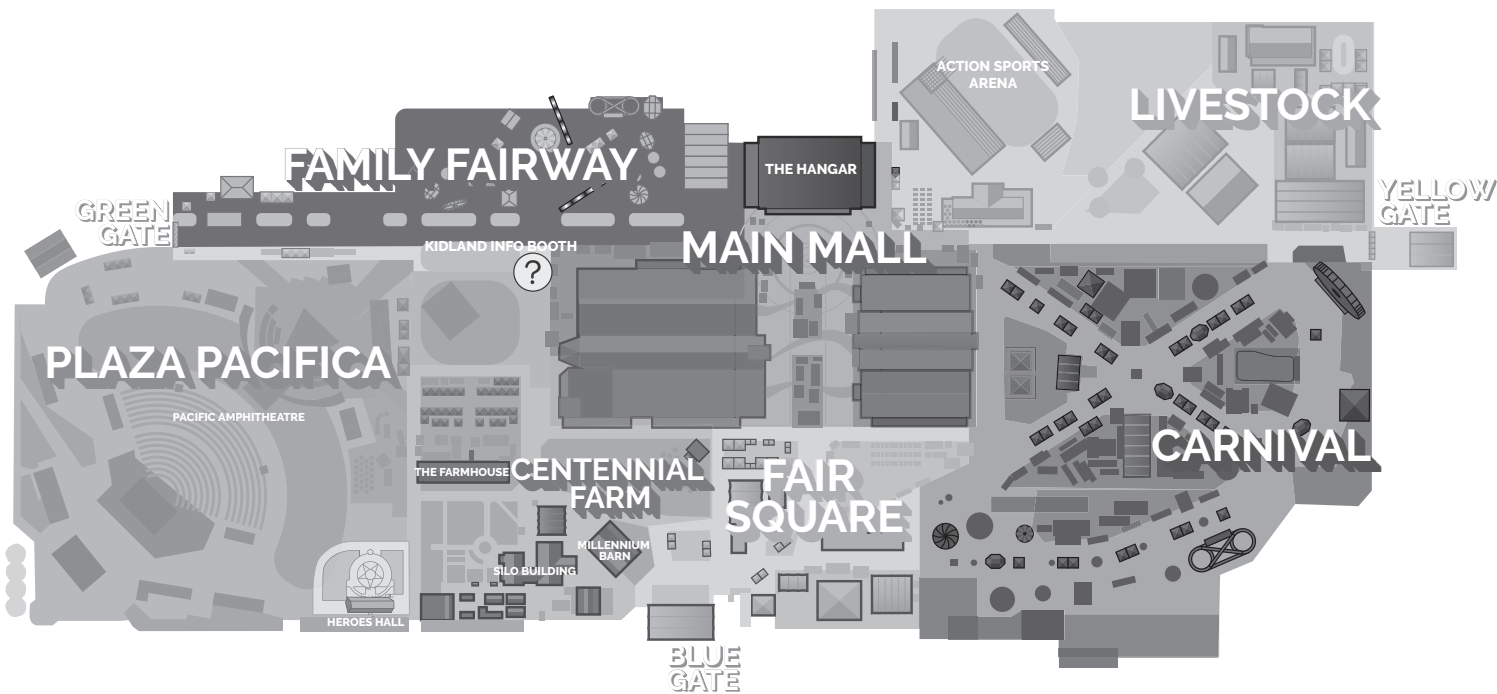 ACTION SPORTS
ARENA
LIVESTOCK
FAMILY FAIRWAY
THE HANGAR
YELLOW
GATE
GREEN
GATE
KIDLAND INFO BOOTH
?
MAIN MALL
PLAZA PACIFICA
PACIFIC AMPHITHEATRE
CARNIVAL
THE FARMHOUSE
CENTENNIAL
FARM
FAIR
SQUARE
MILLENNIUM
BARN
SILO BUILDING
HEROES HALL
BLUE
GATE